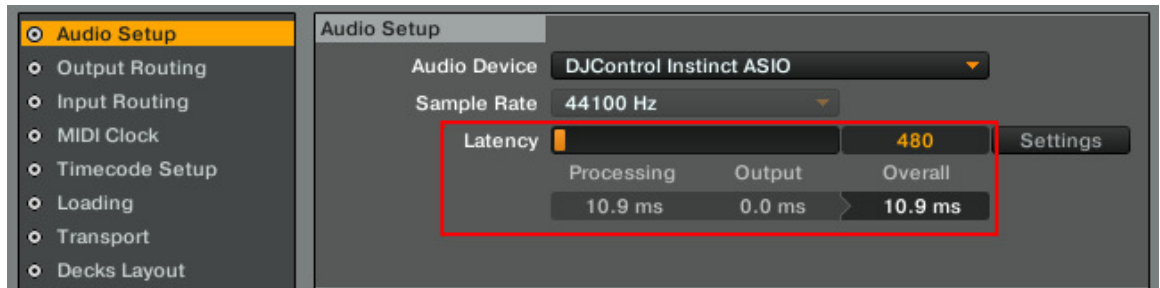 Audio Setup
Output Routing
Input Routing
MIDI Clock
Timecode Setup
Loading
Transport
Decks Layout
Audio Setup
Audio Device DJControl Instinct ASIO
Sample Rate 44100 Hz
Latency 480 Settings
Processing Output Overall
10.9 ms 0.0 ms 10.9 ms